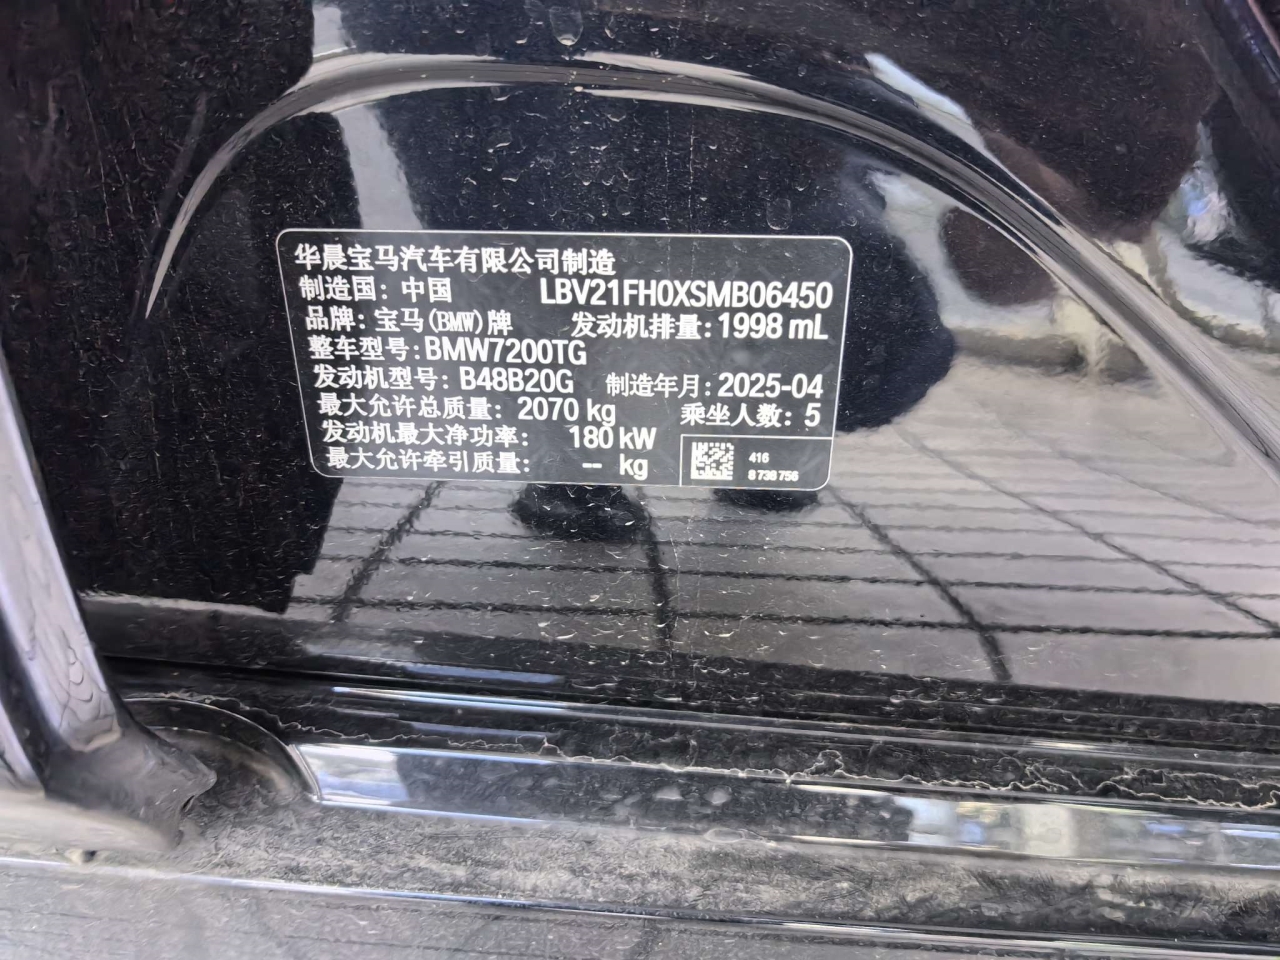 华晨宝马汽车有限公司制造
制造国: 中国 LBV21FH0XSMB06450
品牌: 宝马(BMW)牌 发动机排量: 1998 mL
整车型号: BMW7200TG
发动机型号: B48B20G 制造年月: 2025-04
最大允许总质量: 2070 kg 乘坐人数: 5
发动机最大净功率: 180 kW
最大允许牵引质量: -- kg
416
8738756